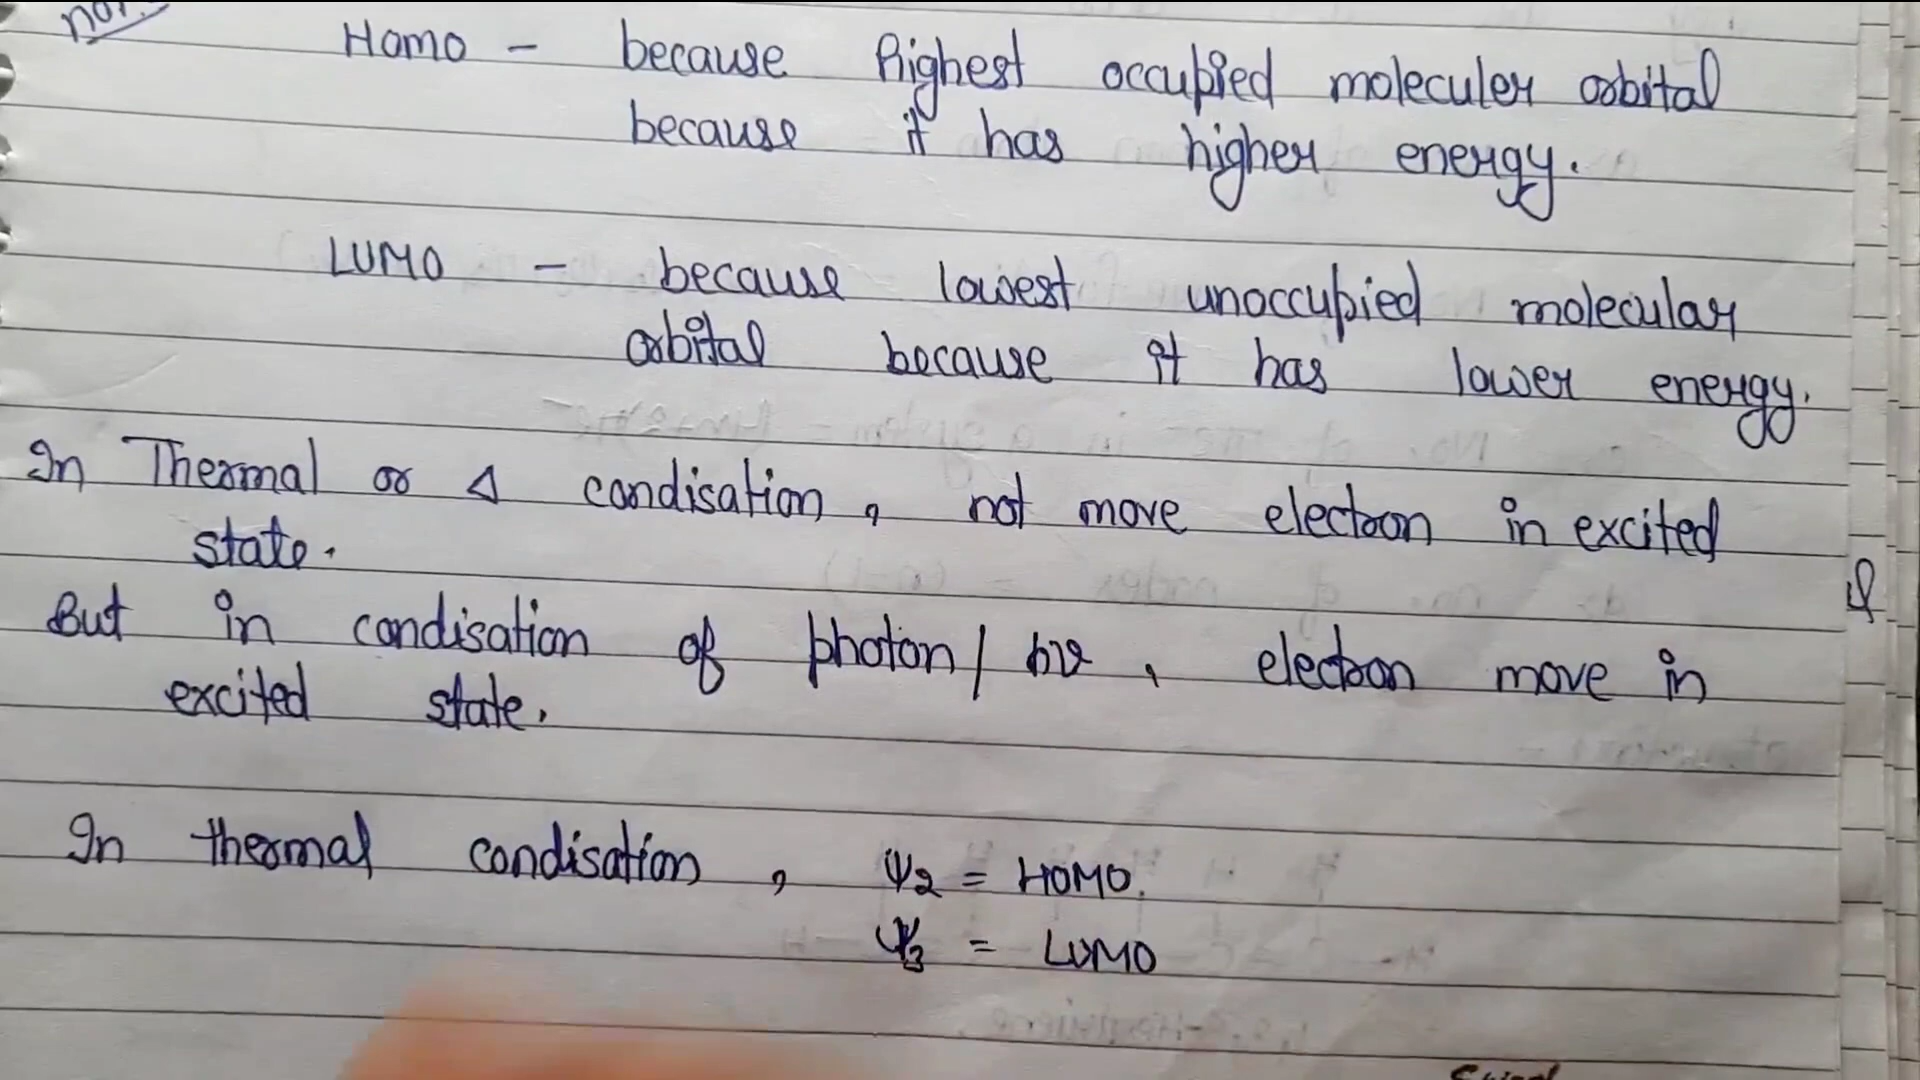 Homo - because highest occupied moleculer orbital
because it has higher energy.
LUMO - because lowest unoccupied molecular
orbital because it has lower energy.
In Thermal or Δ condisation, not move electron in excited
state.
But in condisation of photon/hν, electron move in
excited state.
In thermal condisation, ψ2 = HOMO.
ψ3 = LUMO